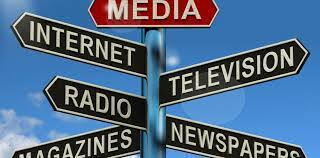 MEDIA
INTERNET
TELEVISION
RADIO
MAGAZINES
NEWSPAPERS